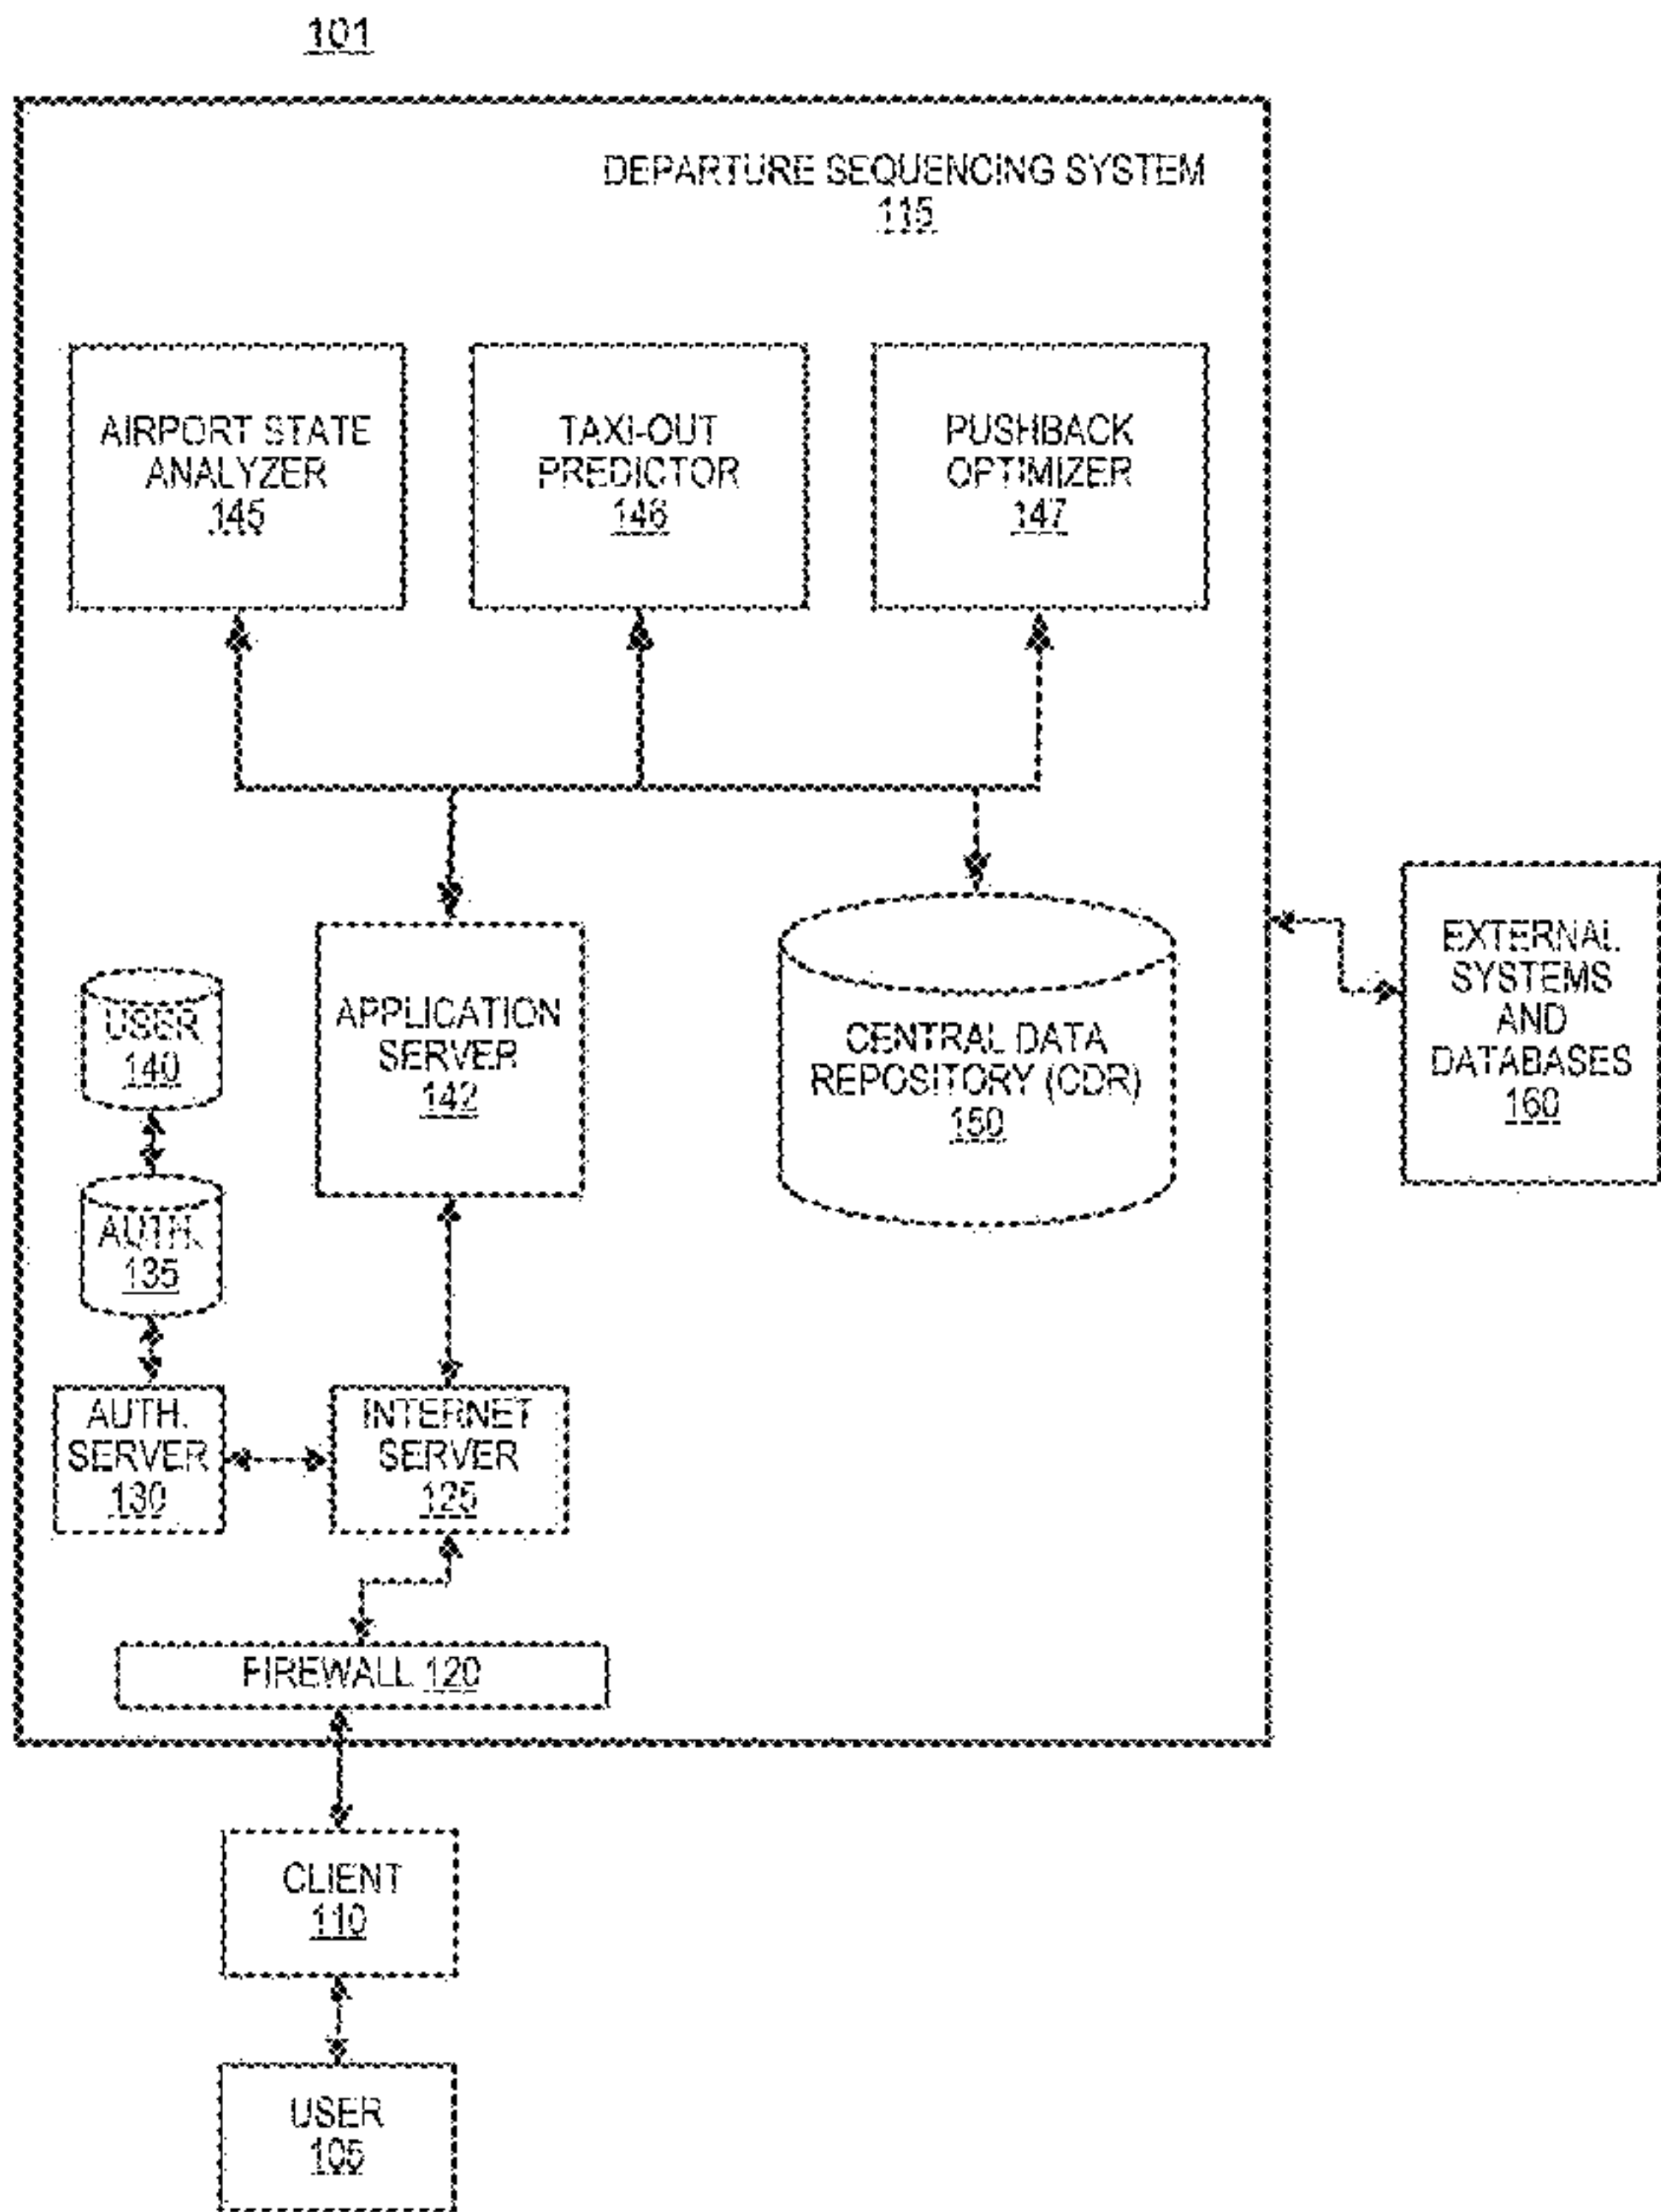 101
DEPARTURE SEQUENCING SYSTEM
115
AIRPORT STATE
ANALYZER
145
TAXI-OUT
PREDICTOR
146
PUSHBACK
OPTIMIZER
147
USER
140
APPLICATION
SERVER
142
CENTRAL DATA
REPOSITORY (CDR)
150
EXTERNAL
SYSTEMS
AND
DATABASES
160
AUTH.
135
AUTH.
SERVER
130
INTERNET
SERVER
125
FIREWALL 120
CLIENT
110
USER
105